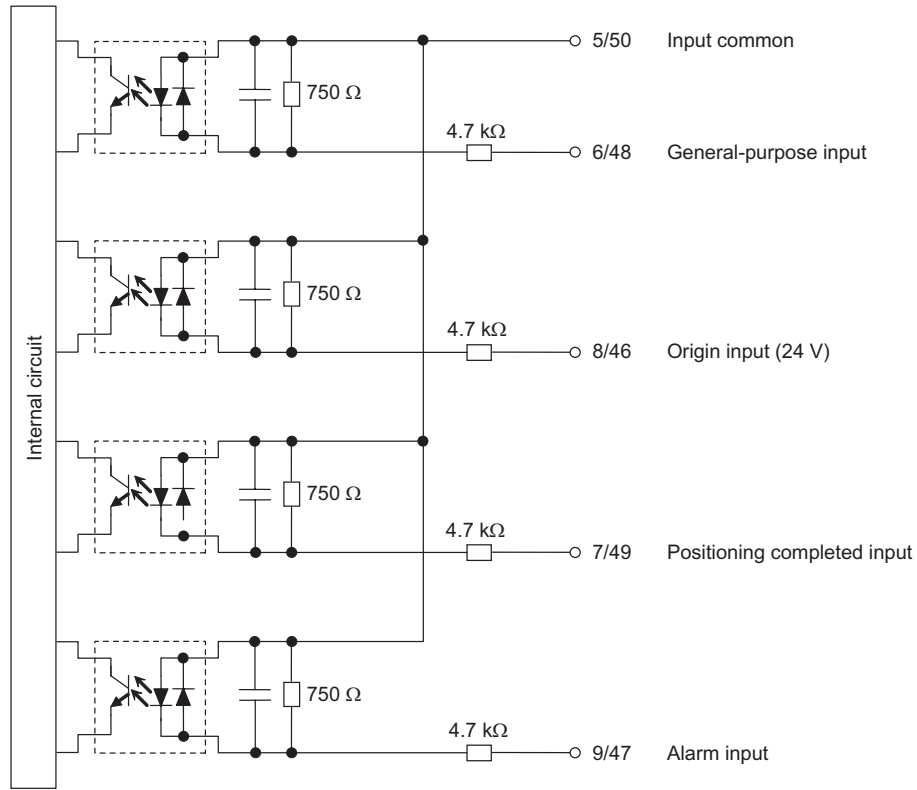 Internal circuit
5/50 Input common
750 Ω
4.7 kΩ
6/48 General-purpose input
750 Ω
4.7 kΩ
8/46 Origin input (24 V)
750 Ω
4.7 kΩ
7/49 Positioning completed input
750 Ω
4.7 kΩ
9/47 Alarm input